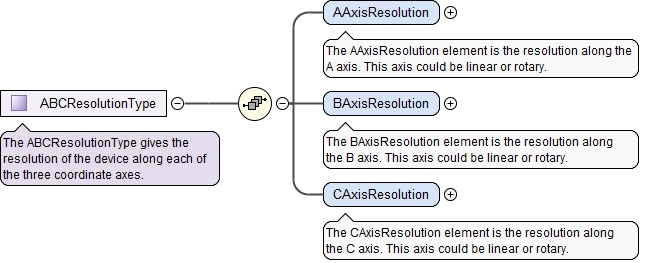 AAxisResolution
The AAxisResolution element is the resolution along the
A axis. This axis could be linear or rotary.
ABCResolutionType
The ABCResolutionType gives the
resolution of the device along each of
the three coordinate axes.
BAxisResolution
The BAxisResolution element is the resolution along
the B axis. This axis could be linear or rotary.
CAxisResolution
The CAxisResolution element is the resolution along
the C axis. This axis could be linear or rotary.